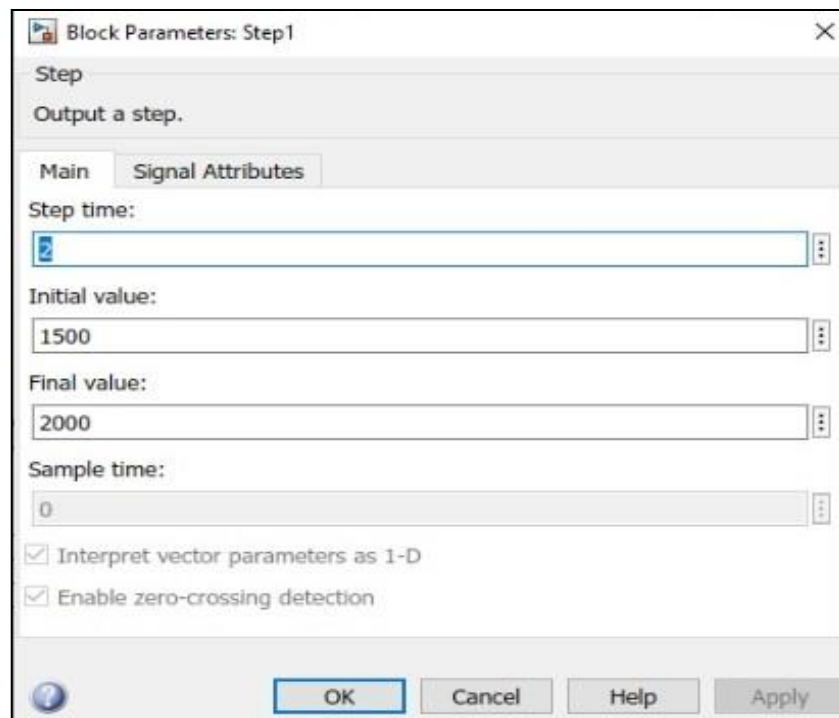 Block Parameters: Step1
Step
Output a step.
Main Signal Attributes
Step time:
2
Initial value:
1500
Final value:
2000
Sample time:
0
Interpret vector parameters as 1-D
Enable zero-crossing detection
OK Cancel Help Apply